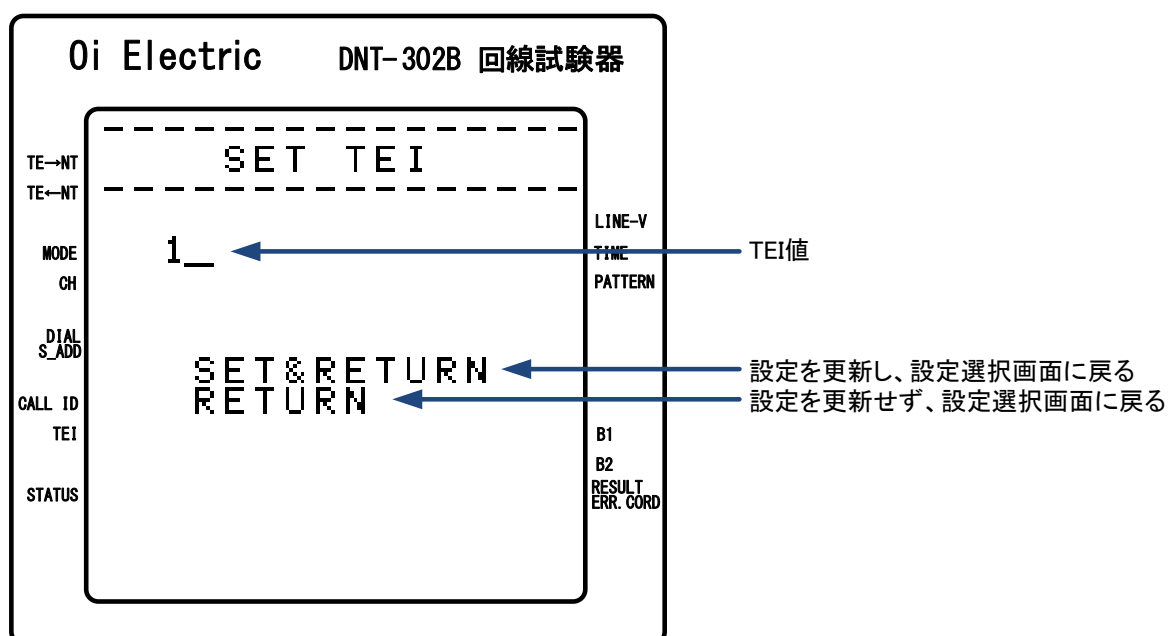 Oi Electric DNT-302B 回線試験器
SET TEI
TE→NT
TE←NT
LINE-V
MODE
1_
TIME
TEI値
CH
PATTERN
DIAL
S_ADD
SET&RETURN
設定を更新し、設定選択画面に戻る
CALL ID
RETURN
設定を更新せず、設定選択画面に戻る
TEI
B1
B2
STATUS
RESULT
ERR.CORD